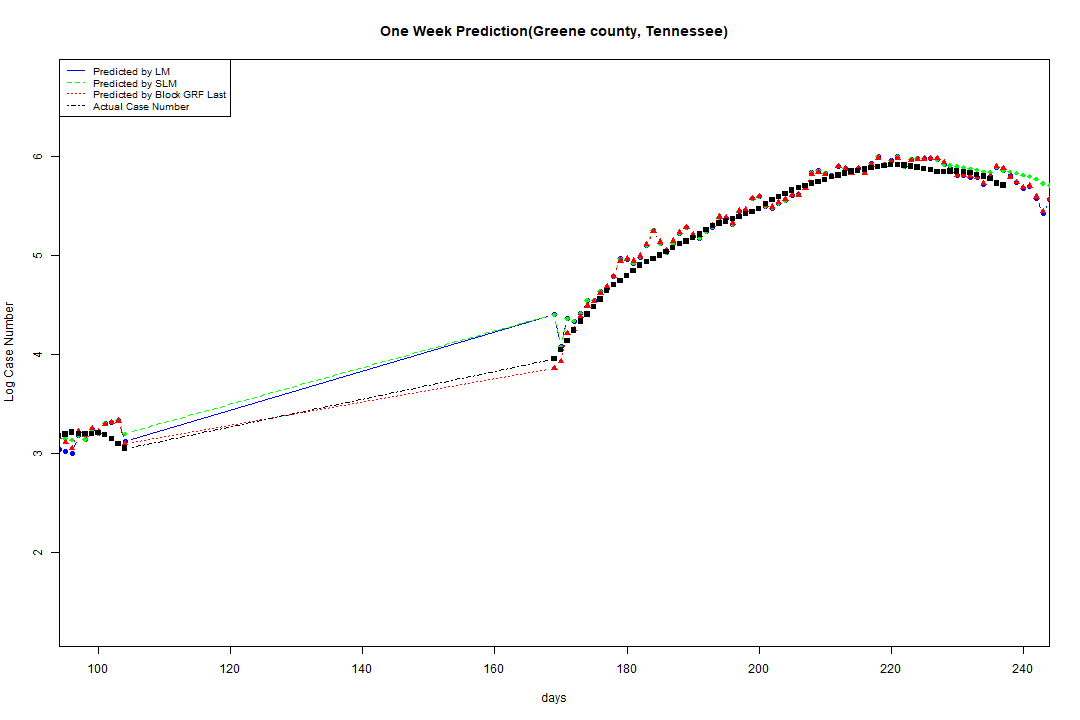 One Week Prediction(Greene county, Tennessee)
Predicted by LM
Predicted by SLM
Predicted by Block GRF Last
Actual Case Number
6
5
4
3
2
Log Case Number
100 120 140 160 180 200 220 240
days